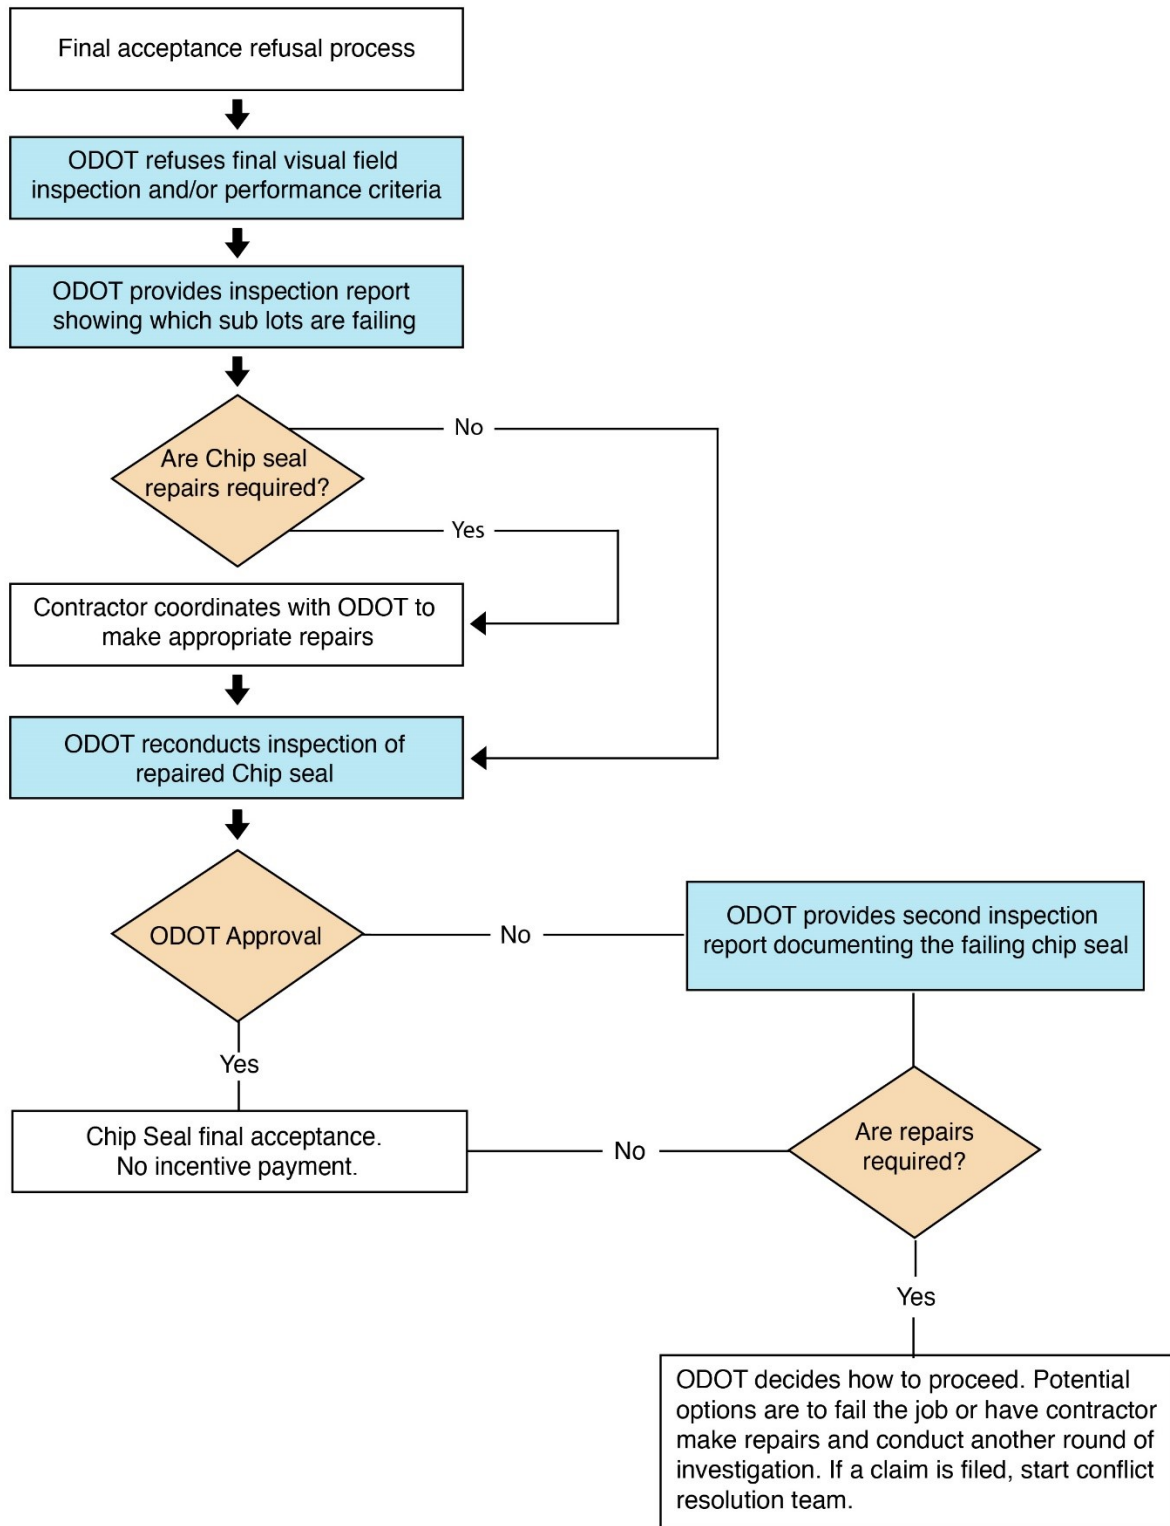 Final acceptance refusal process
ODOT refuses final visual field
inspection and/or performance criteria
ODOT provides inspection report
showing which sub lots are failing
No
Are Chip seal
repairs required?
Yes
Contractor coordinates with ODOT to
make appropriate repairs
ODOT reconducts inspection of
repaired Chip seal
ODOT Approval
No
ODOT provides second inspection
report documenting the failing chip seal
Yes
Chip Seal final acceptance.
No incentive payment.
No
Are repairs
required?
Yes
ODOT decides how to proceed. Potential
options are to fail the job or have contractor
make repairs and conduct another round of
investigation. If a claim is filed, start conflict
resolution team.